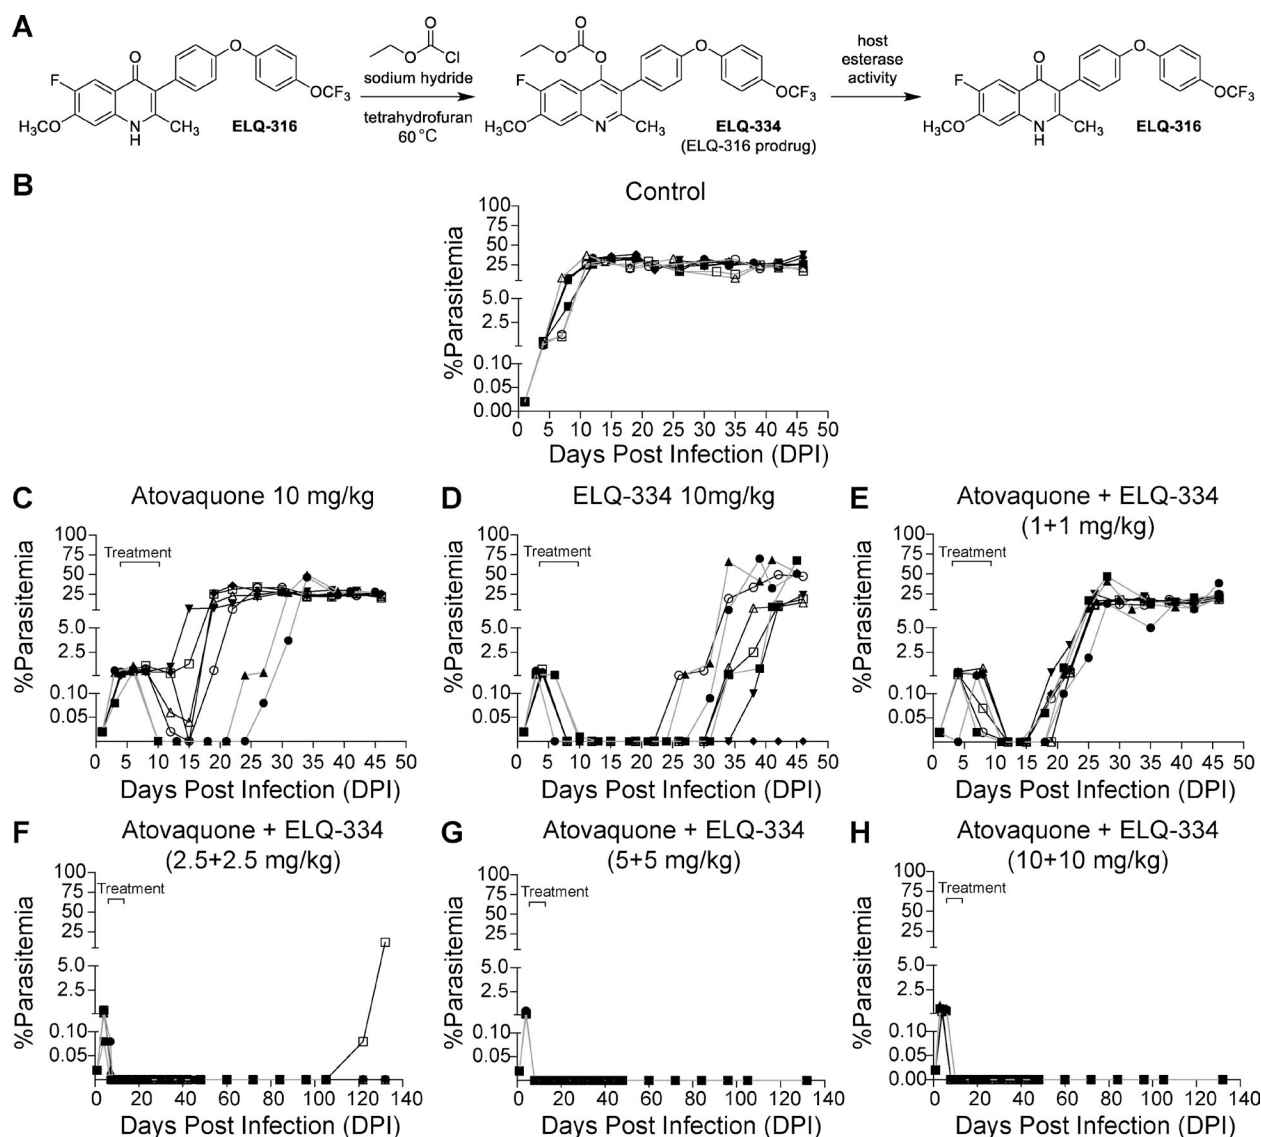 A
F
H3CO
O
N
H
CH3
O
OCF3
ELQ-316
O
O
Cl
sodium hydride
tetrahydrofuran
60 °C
O
O
O
F
H3CO
N
CH3
O
OCF3
ELQ-334
(ELQ-316 prodrug)
host
esterase
activity
F
H3CO
O
N
H
CH3
O
OCF3
ELQ-316
B
Control
%Parasitemia
100
75
50
25
5.0
2.5
0.10
0.05
0.00
0 5 10 15 20 25 30 35 40 45 50
Days Post Infection (DPI)
C
Atovaquone 10 mg/kg
Treatment
%Parasitemia
100
75
50
25
5.0
2.5
0.10
0.05
0 5 10 15 20 25 30 35 40 45 50
Days Post Infection (DPI)
D
ELQ-334 10mg/kg
Treatment
%Parasitemia
100
75
50
25
5.0
2.5
0.10
0.05
0 5 10 15 20 25 30 35 40 45 50
Days Post Infection (DPI)
E
Atovaquone + ELQ-334
(1+1 mg/kg)
Treatment
%Parasitemia
100
75
50
25
5.0
2.5
0.10
0.05
0 5 10 15 20 25 30 35 40 45 50
Days Post Infection (DPI)
F
Atovaquone + ELQ-334
(2.5+2.5 mg/kg)
Treatment
%Parasitemia
100
75
50
25
5.0
2.5
0.10
0.05
0 20 40 60 80 100 120 140
Days Post Infection (DPI)
G
Atovaquone + ELQ-334
(5+5 mg/kg)
Treatment
%Parasitemia
100
75
50
25
5.0
2.5
0.10
0.05
0 20 40 60 80 100 120 140
Days Post Infection (DPI)
H
Atovaquone + ELQ-334
(10+10 mg/kg)
Treatment
%Parasitemia
100
75
50
25
5.0
2.5
0.10
0.05
0.00
0 20 40 60 80 100 120 140
Days Post Infection (DPI)